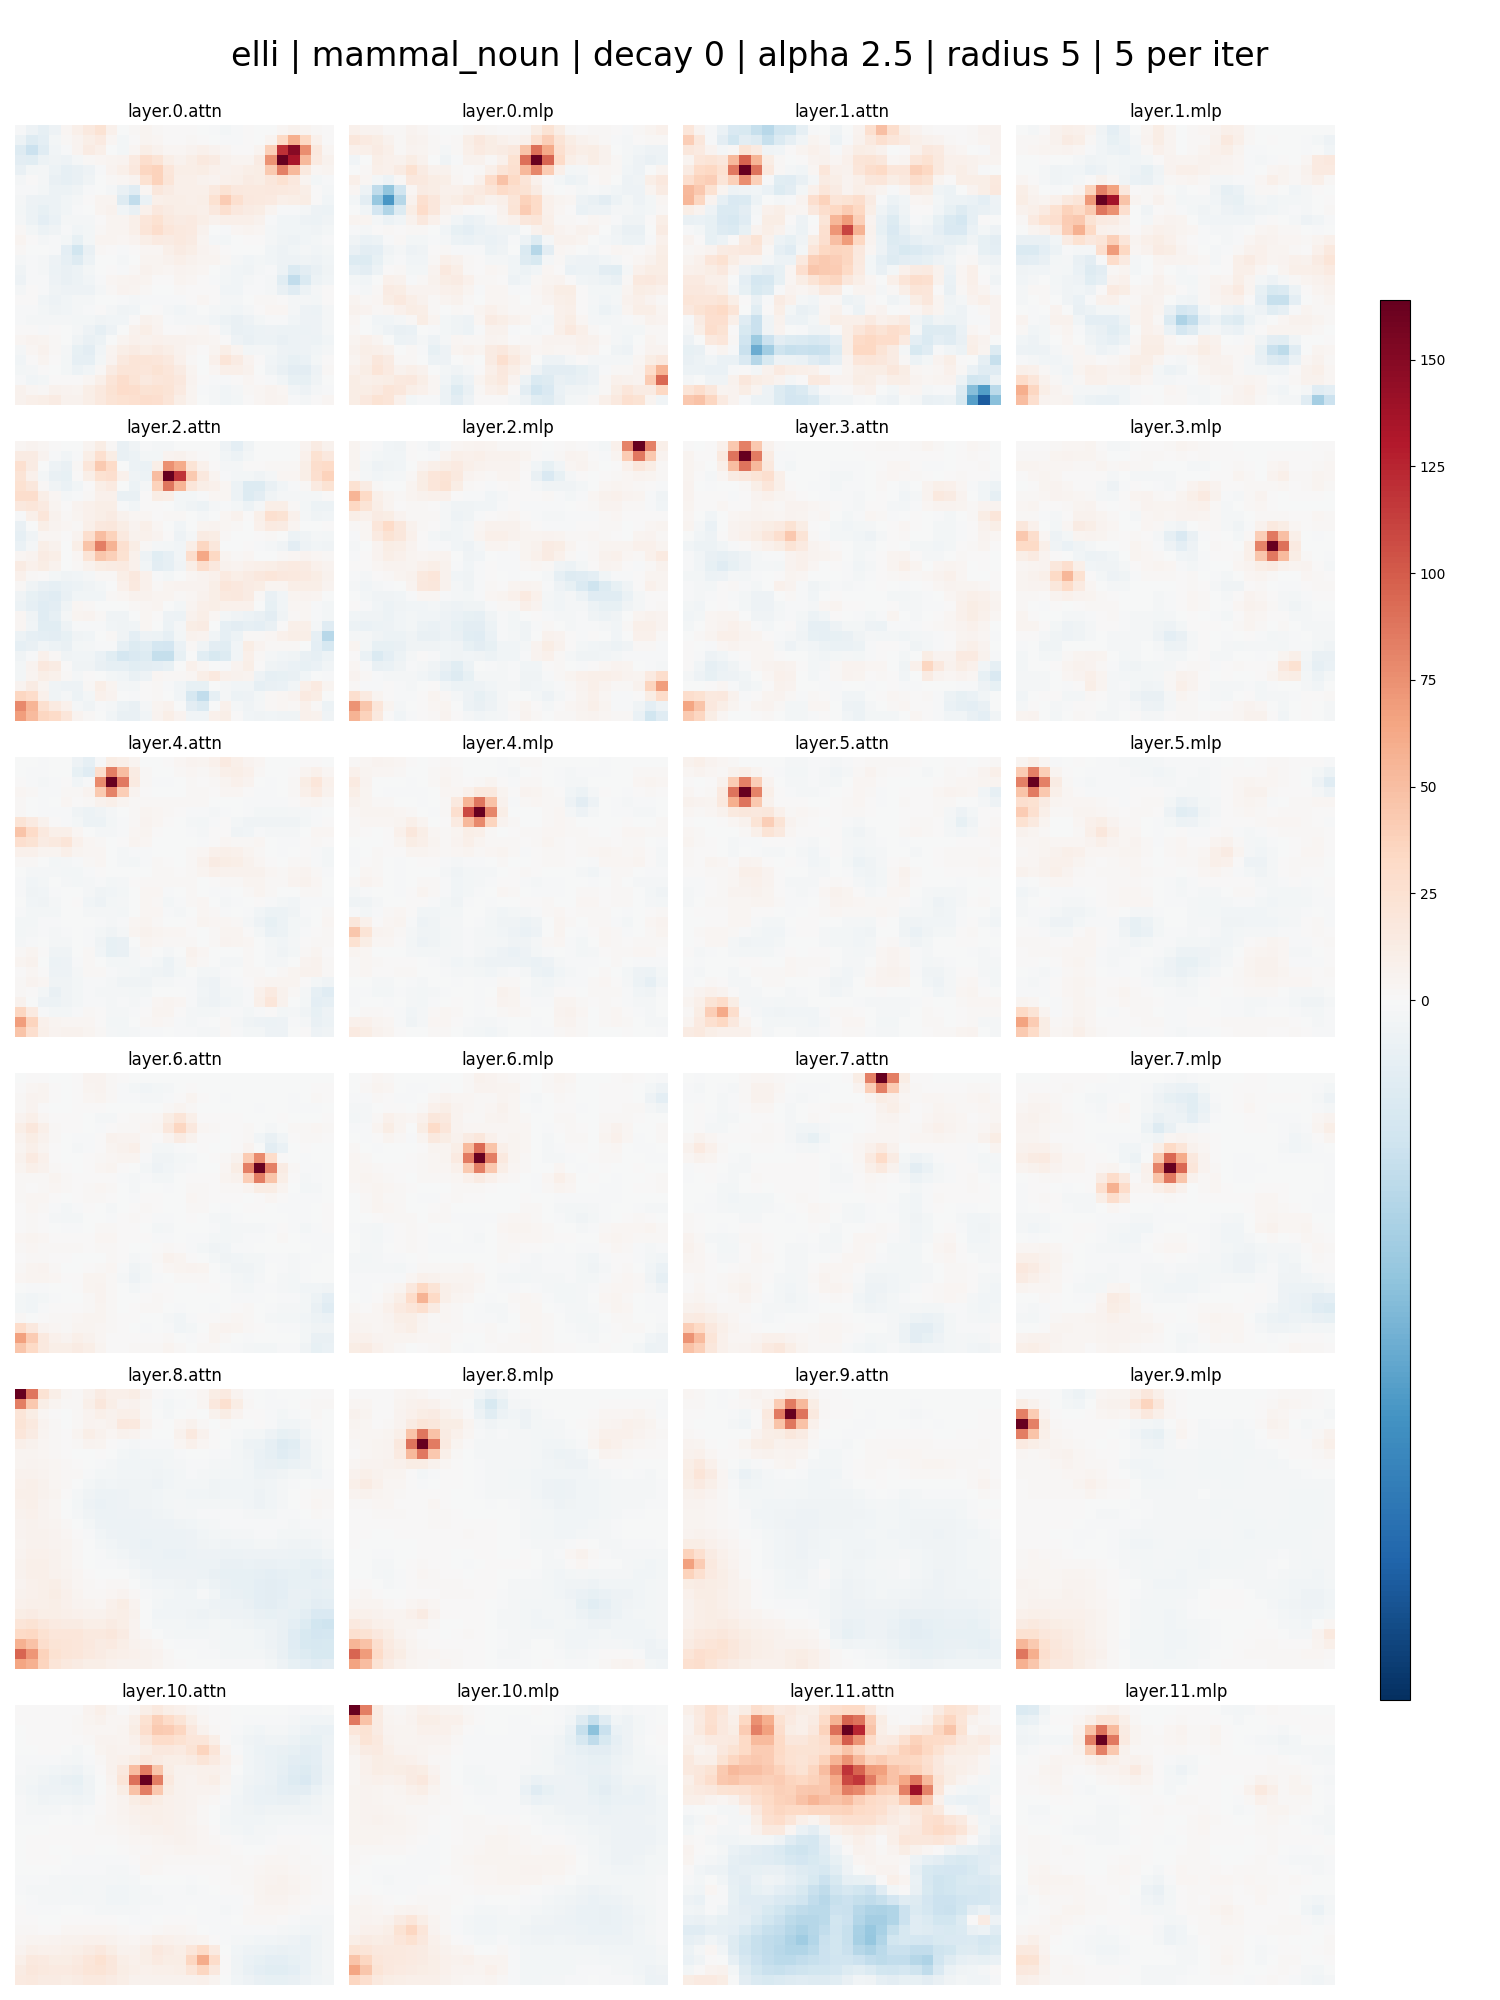 elli | mammal_noun | decay 0 | alpha 2.5 | radius 5 | 5 per iter
layer.0.attn
layer.0.mlp
layer.1.attn
layer.1.mlp
layer.2.attn
layer.2.mlp
layer.3.attn
layer.3.mlp
layer.4.attn
layer.4.mlp
layer.5.attn
layer.5.mlp
layer.6.attn
layer.6.mlp
layer.7.attn
layer.7.mlp
layer.8.attn
layer.8.mlp
layer.9.attn
layer.9.mlp
layer.10.attn
layer.10.mlp
layer.11.attn
layer.11.mlp
150
125
100
75
50
25
0